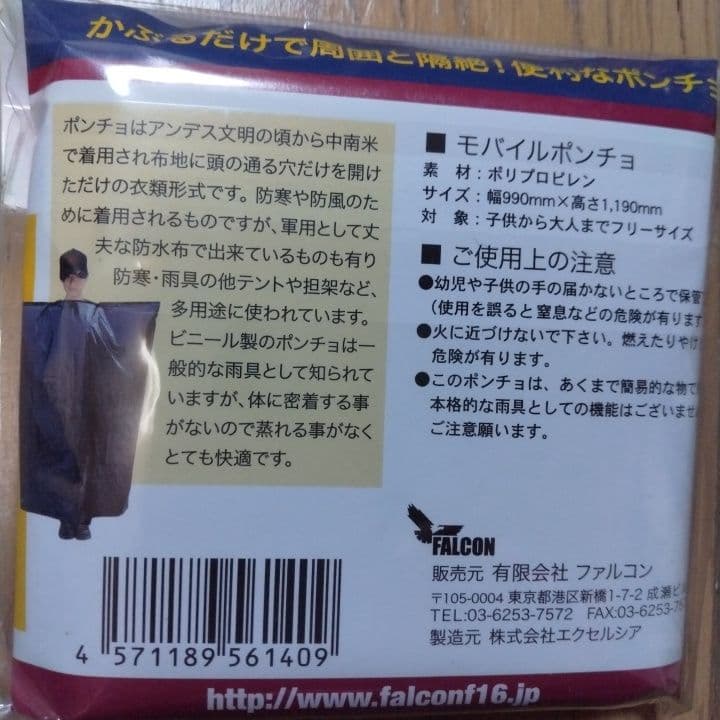 かぶるだけで周囲と隔絶!便利なポンチョ
ポンチョはアンデス文明の頃から中南米
で着用され布地に頭の通る穴だけを開け
ただけの衣類形式です。防寒や防風のた
めに着用されるものですが、軍用として丈
夫な防水布で出来ているものも有り
防寒・雨具の他テントや担架など、
多用途に使われています。
ビニール製のポンチョは一
般的な雨具として知られて
いますが、体に密着する事
がないので蒸れる事がなく
とても快適です。
■ モバイルポンチョ
素 材:ポリプロピレン
サイズ:幅990mm×高さ1,190mm
対 象:子供から大人までフリーサイズ
■ ご使用上の注意
●幼児や子供の手の届かないところで保管
(使用を誤ると窒息などの危険が有ります
●火に近づけないで下さい。燃えたりやけ
危険が有ります。
●このポンチョは、あくまで簡易的な物で
本格的な雨具としての機能はございませ
ご注意願います。
FALCON
販売元 有限会社 ファルコン
〒105-0004 東京都港区新橋1-7-2 成瀬ビ
TEL:03-6253-7572 FAX:03-6253-75
製造元 株式会社エクセルシア
4 571189 561409
http://www.falconf16.jp